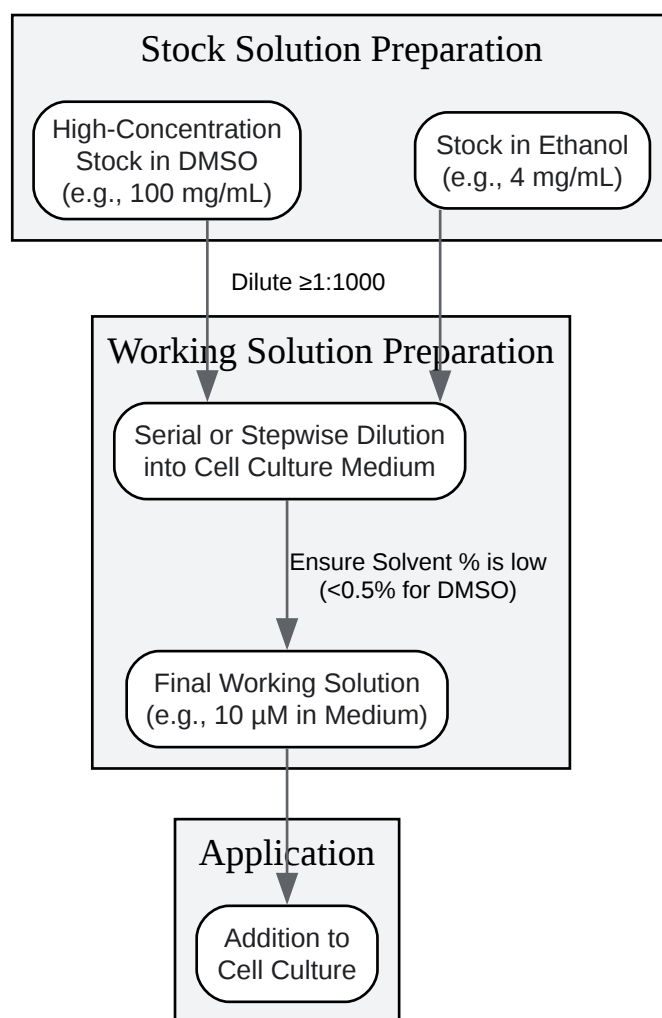 Stock Solution Preparation
High-Concentration
Stock in DMSO
(e.g., 100 mg/mL)
Stock in Ethanol
(e.g., 4 mg/mL)
Dilute ≥1:1000
Working Solution Preparation
Serial or Stepwise Dilution
into Cell Culture Medium
Ensure Solvent % is low
(<0.5% for DMSO)
Final Working Solution
(e.g., 10 µM in Medium)
Application
Addition to
Cell Culture